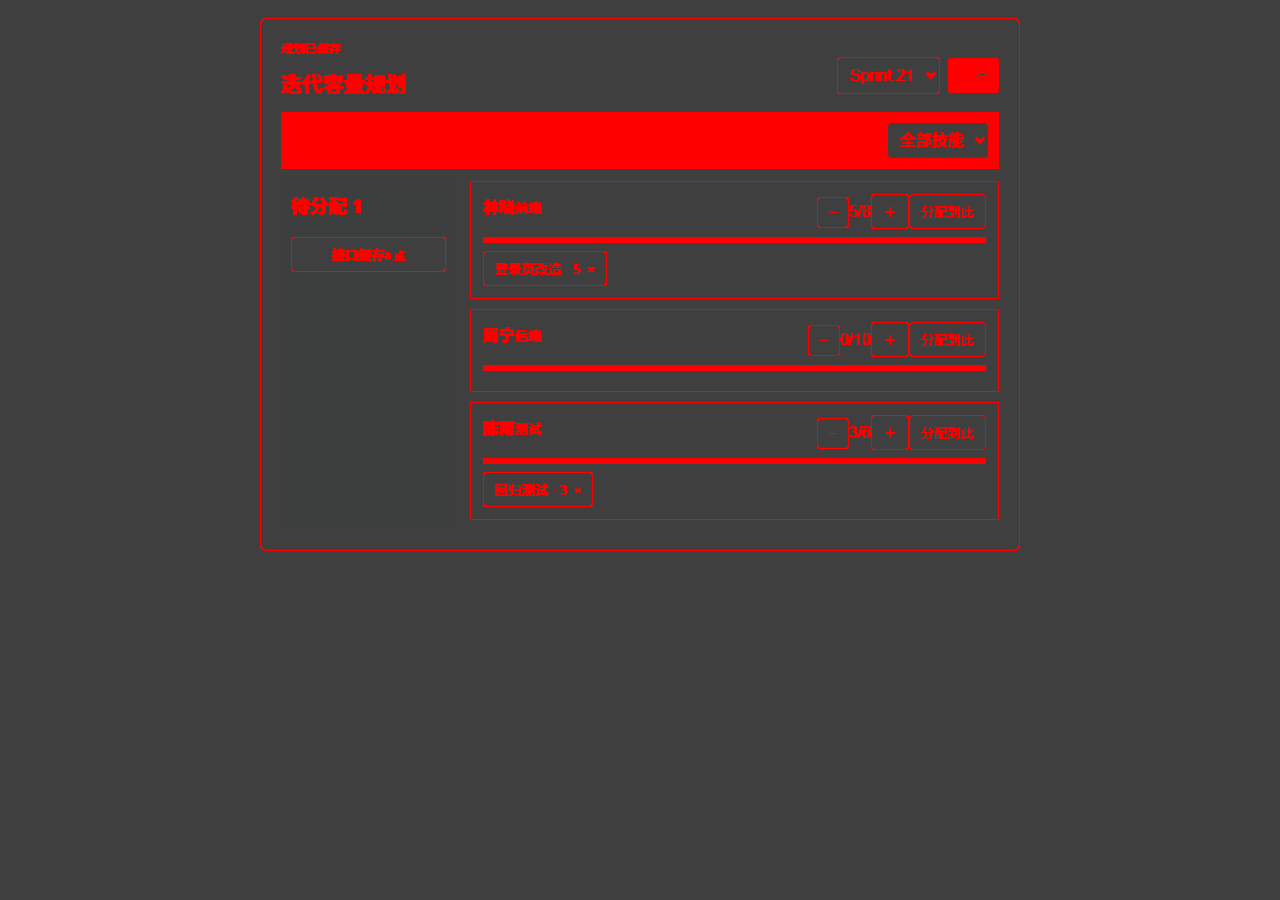 规划已保存
迭代容量规划
Sprint 21
全部技能
待分配 1
接口缓存8 点
林晓前端
− 5/8 + 分配到此
登录页改造 · 5 ×
周宁后端
− 0/10 + 分配到此
陈雨测试
− 3/6 + 分配到此
回归测试 · 3 ×